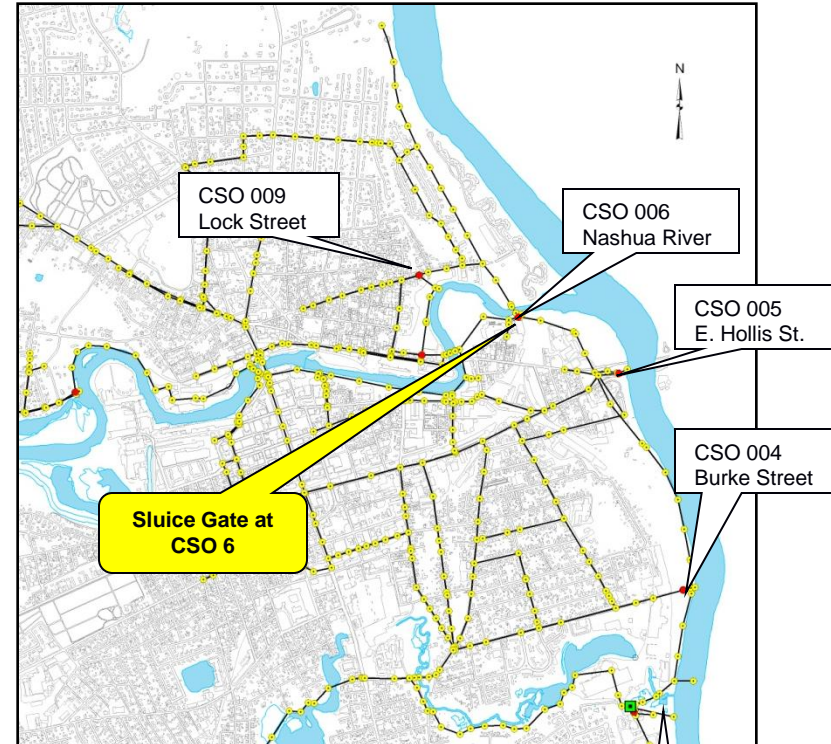 N
CSO 009
Lock Street
CSO 006
Nashua River
CSO 005
E. Hollis St.
CSO 004
Burke Street
Sluice Gate at
CSO 6